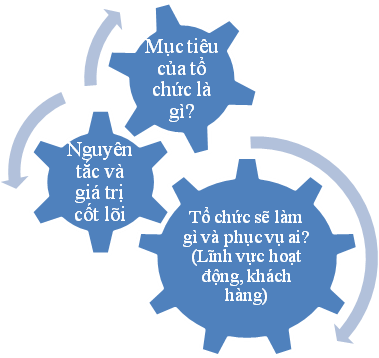 Mục tiêu
của tổ
chức là
gì?
Nguyên
tắc và
giá trị
cốt lõi
Tổ chức sẽ làm
gì và phục vụ ai?
(Lĩnh vực hoạt
động, khách
hàng)